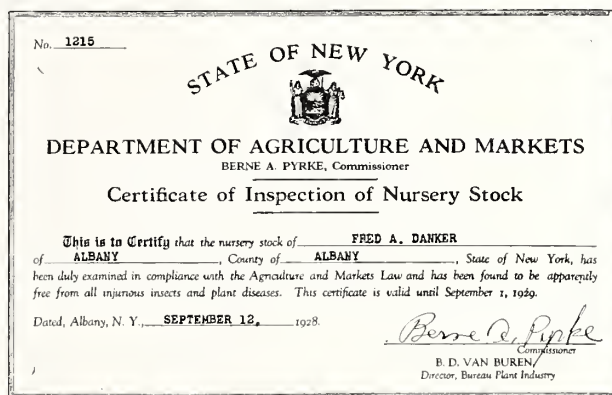 No. 1215
STATE OF NEW YORK
DEPARTMENT OF AGRICULTURE AND MARKETS
BERNE A. PYRKE, Commissioner
Certificate of Inspection of Nursery Stock
This is to Certify that the nursery stock of FRED A. DANKER
of ALBANY, County of ALBANY, State of New York, has
been duly examined in compliance with the Agriculture and Markets Law and has been found to be apparently
free from all injurious insects and plant diseases. This certificate is valid until September 1, 1929.
Dated, Albany, N. Y., SEPTEMBER 12, 1928.
Berne A. Pyrke
Commissioner
B. D. VAN BUREN,
Director, Bureau Plant Industry